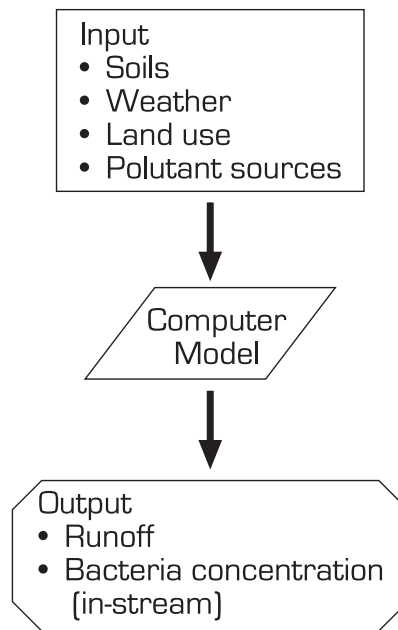 Input
• Soils
• Weather
• Land use
• Polutant sources
Computer
Model
Output
• Runoff
• Bacteria concentration
(in-stream)